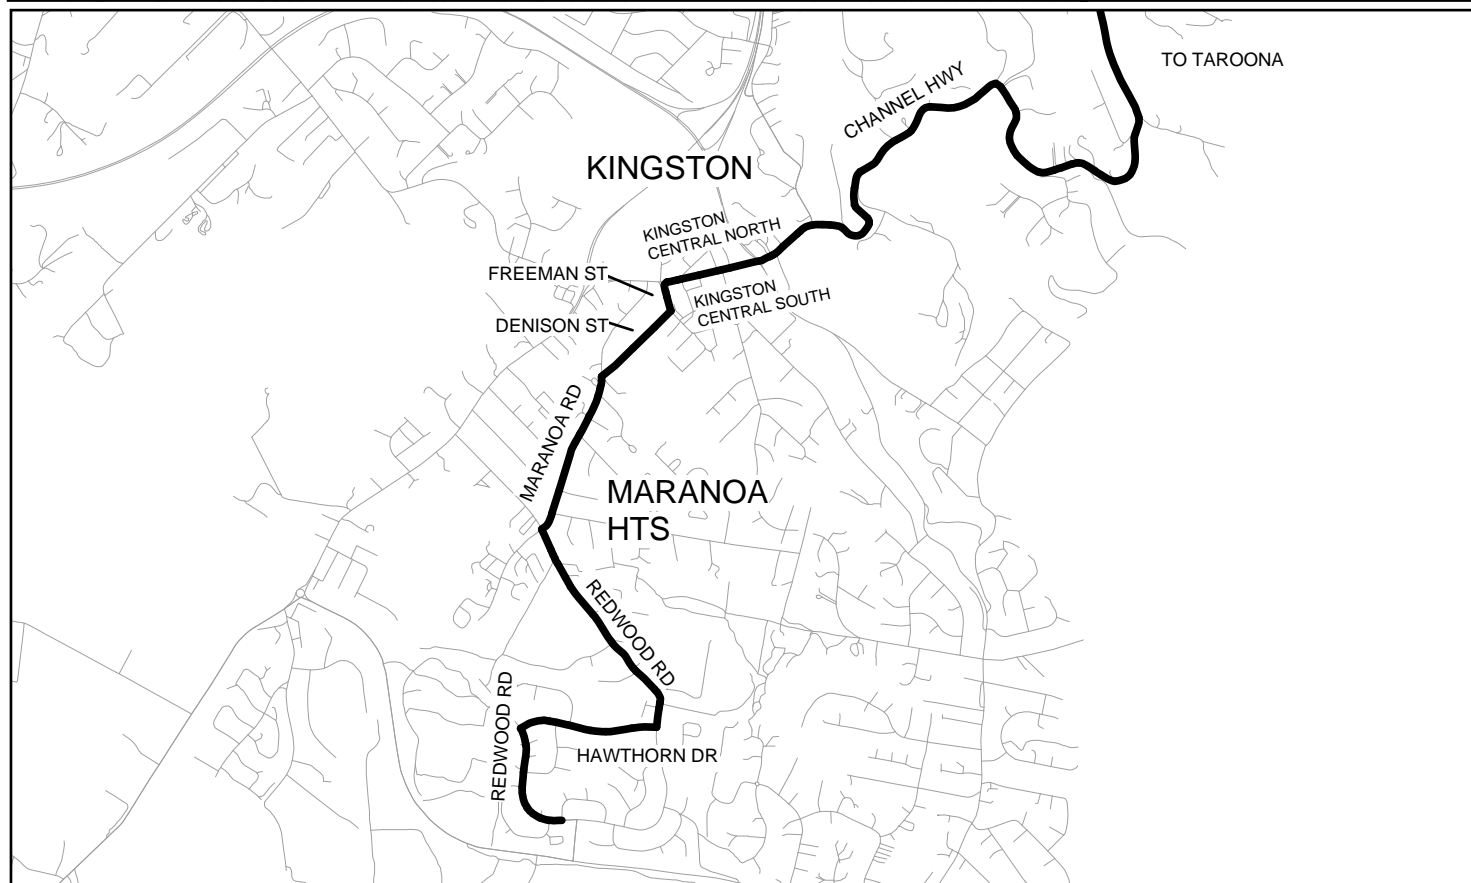 TO TAROONA
CHANNEL HWY
KINGSTON
KINGSTON
CENTRAL NORTH
FREEMAN ST
KINGSTON
CENTRAL SOUTH
DENISON ST
MARANOA RD
MARANOA
HTS
REDWOOD RD
REDWOOD RD
HAWTHORN DR